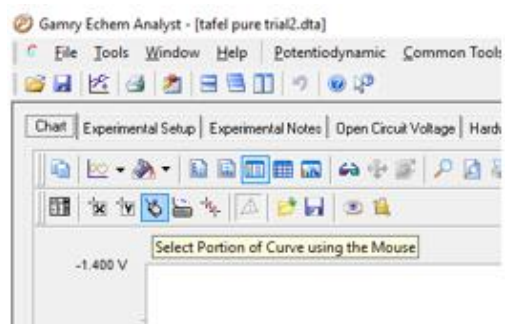 Gamry Echem Analyst - [tafel pure trial2.dta]
File Tools Window Help Potentiodynamic Common Tools
Chart Experimental Setup Experimental Notes Open Circuit Voltage Hardw
Select Portion of Curve using the Mouse
-1.400 V